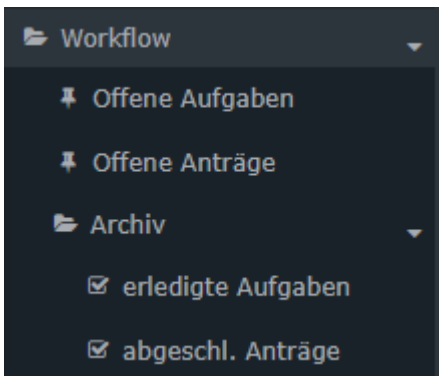 Workflow
Offene Aufgaben
Offene Anträge
Archiv
erledigte Aufgaben
abgeschl. Anträge